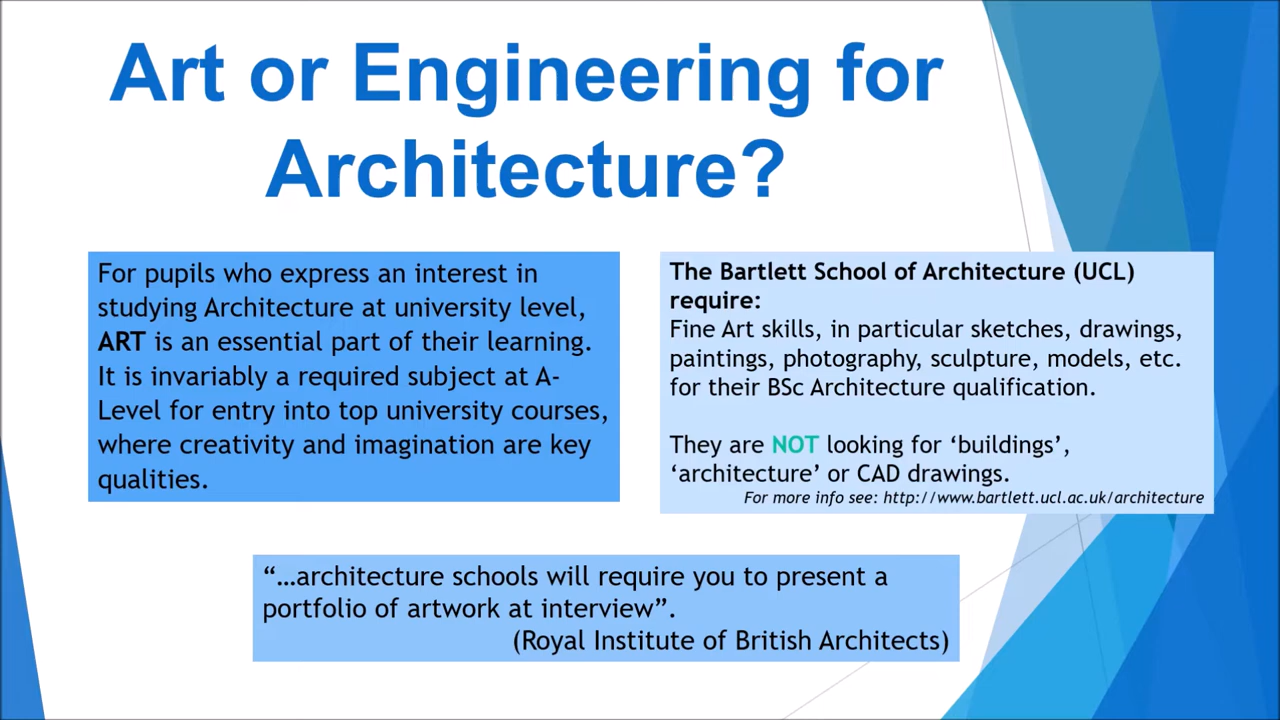 Art or Engineering for
Architecture?
For pupils who express an interest in
studying Architecture at university level,
ART is an essential part of their learning.
It is invariably a required subject at A-
Level for entry into top university courses,
where creativity and imagination are key
qualities.
The Bartlett School of Architecture (UCL)
require:
Fine Art skills, in particular sketches, drawings,
paintings, photography, sculpture, models, etc.
for their BSc Architecture qualification.
They are NOT looking for ‘buildings’,
‘architecture’ or CAD drawings.
For more info see: http://www.bartlett.ucl.ac.uk/architecture
“…architecture schools will require you to present a
portfolio of artwork at interview”.
(Royal Institute of British Architects)